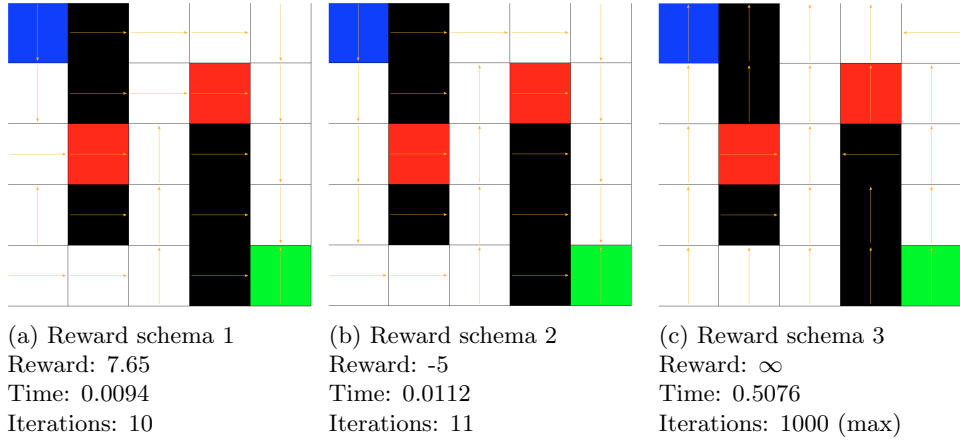 (a) Reward schema 1
Reward: 7.65
Time: 0.0094
Iterations: 10
(b) Reward schema 2
Reward: -5
Time: 0.0112
Iterations: 11
(c) Reward schema 3
Reward: ∞
Time: 0.5076
Iterations: 1000 (max)